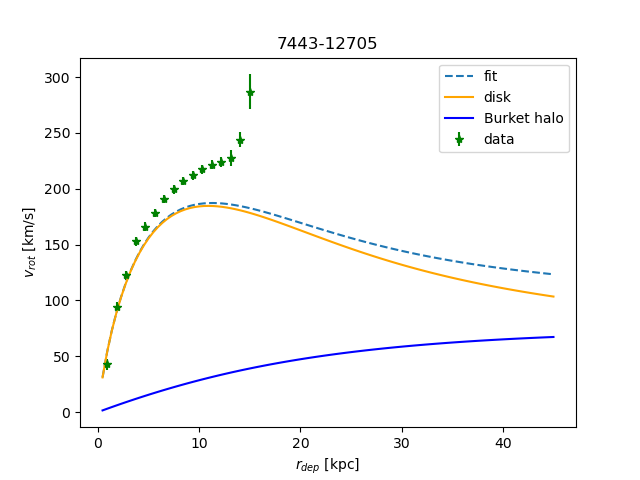 7443-12705
300
250
200
150
100
50
0
v_rot [km/s]
fit
disk
Burket halo
data
0 10 20 30 40
r_dep [kpc]